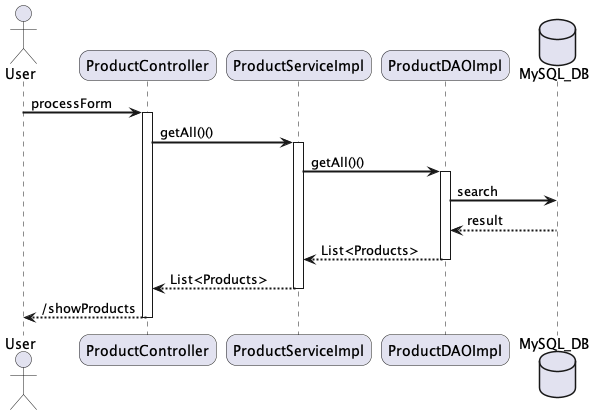 User
ProductController
ProductServiceImpl
ProductDAOImpl
MySQL_DB
processForm
getAll()()
getAll()()
search
result
List<Products>
List<Products>
/showProducts
User
ProductController
ProductServiceImpl
ProductDAOImpl
MySQL_DB